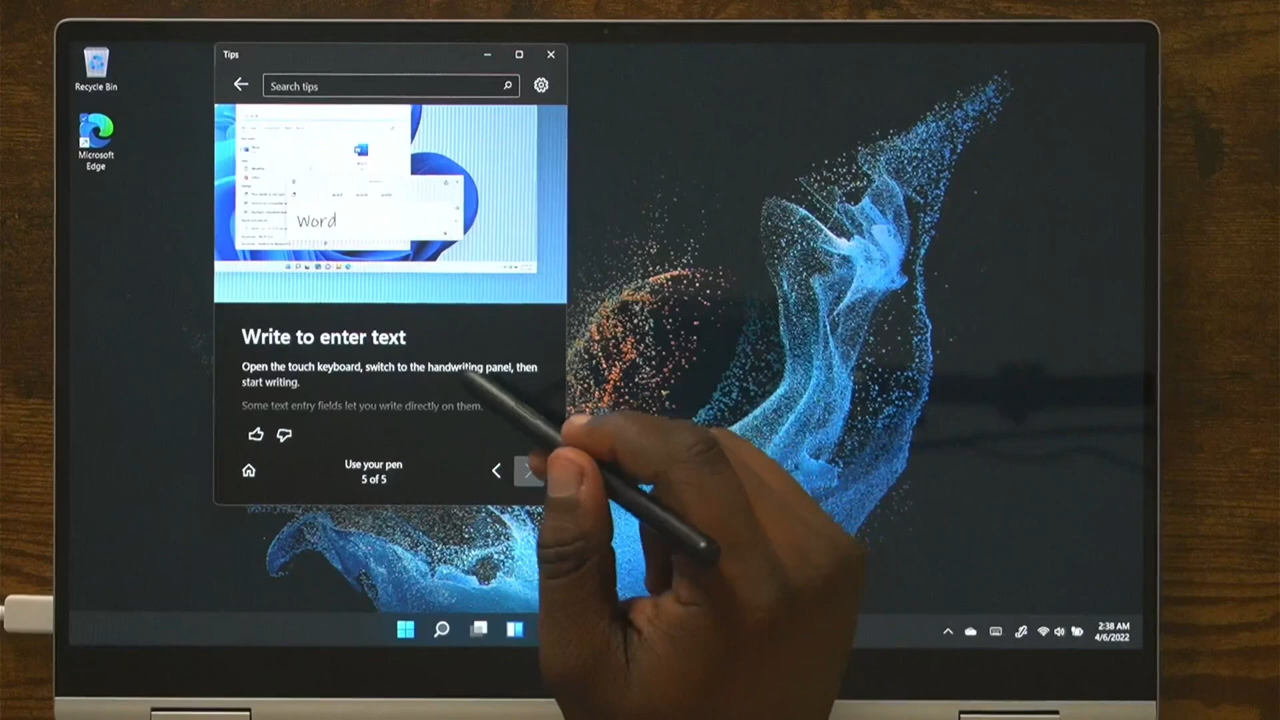 Recycle Bin
Microsoft
Edge
Tips
Search tips
Word
Write to enter text
Open the touch keyboard, switch to the handwriting panel, then
start writing.
Some text entry fields let you write directly on them.
Use your pen
5 of 5
2:38 AM
4/6/2022